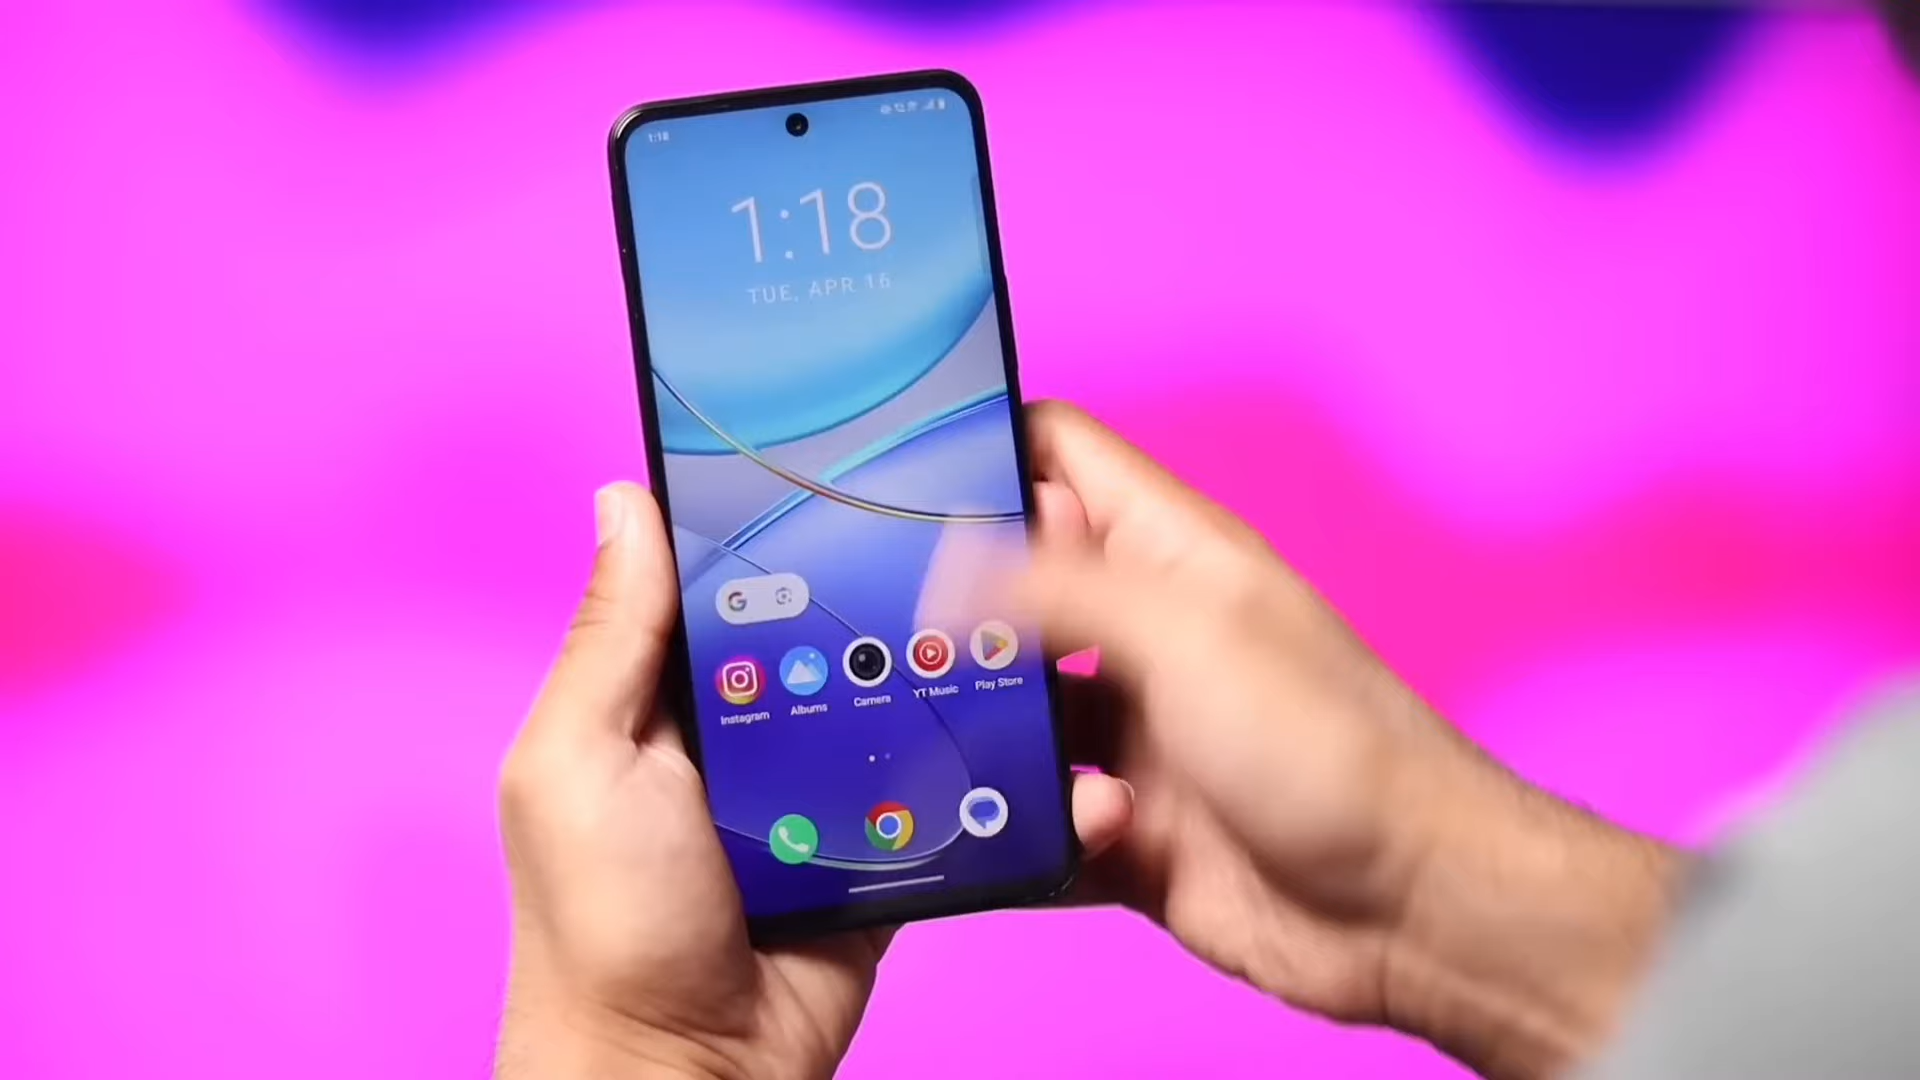 1:18
1:18
TUE, APR 16
G
Instagram
Albums
Camera
YT Music
Play Store